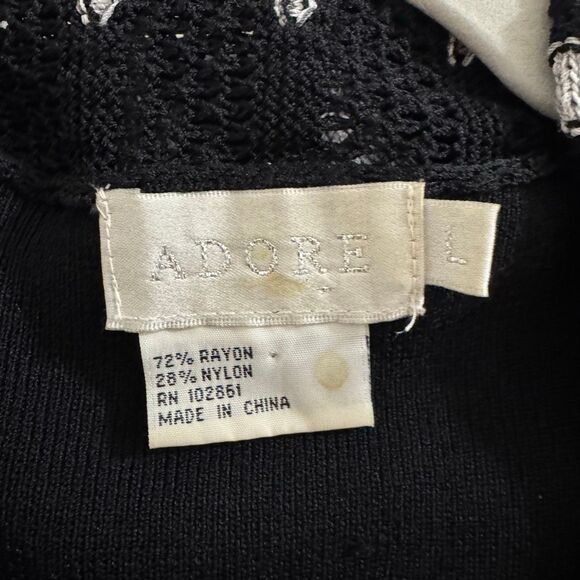 ADORE
L
72% RAYON
28% NYLON
RN 102861
MADE IN CHINA